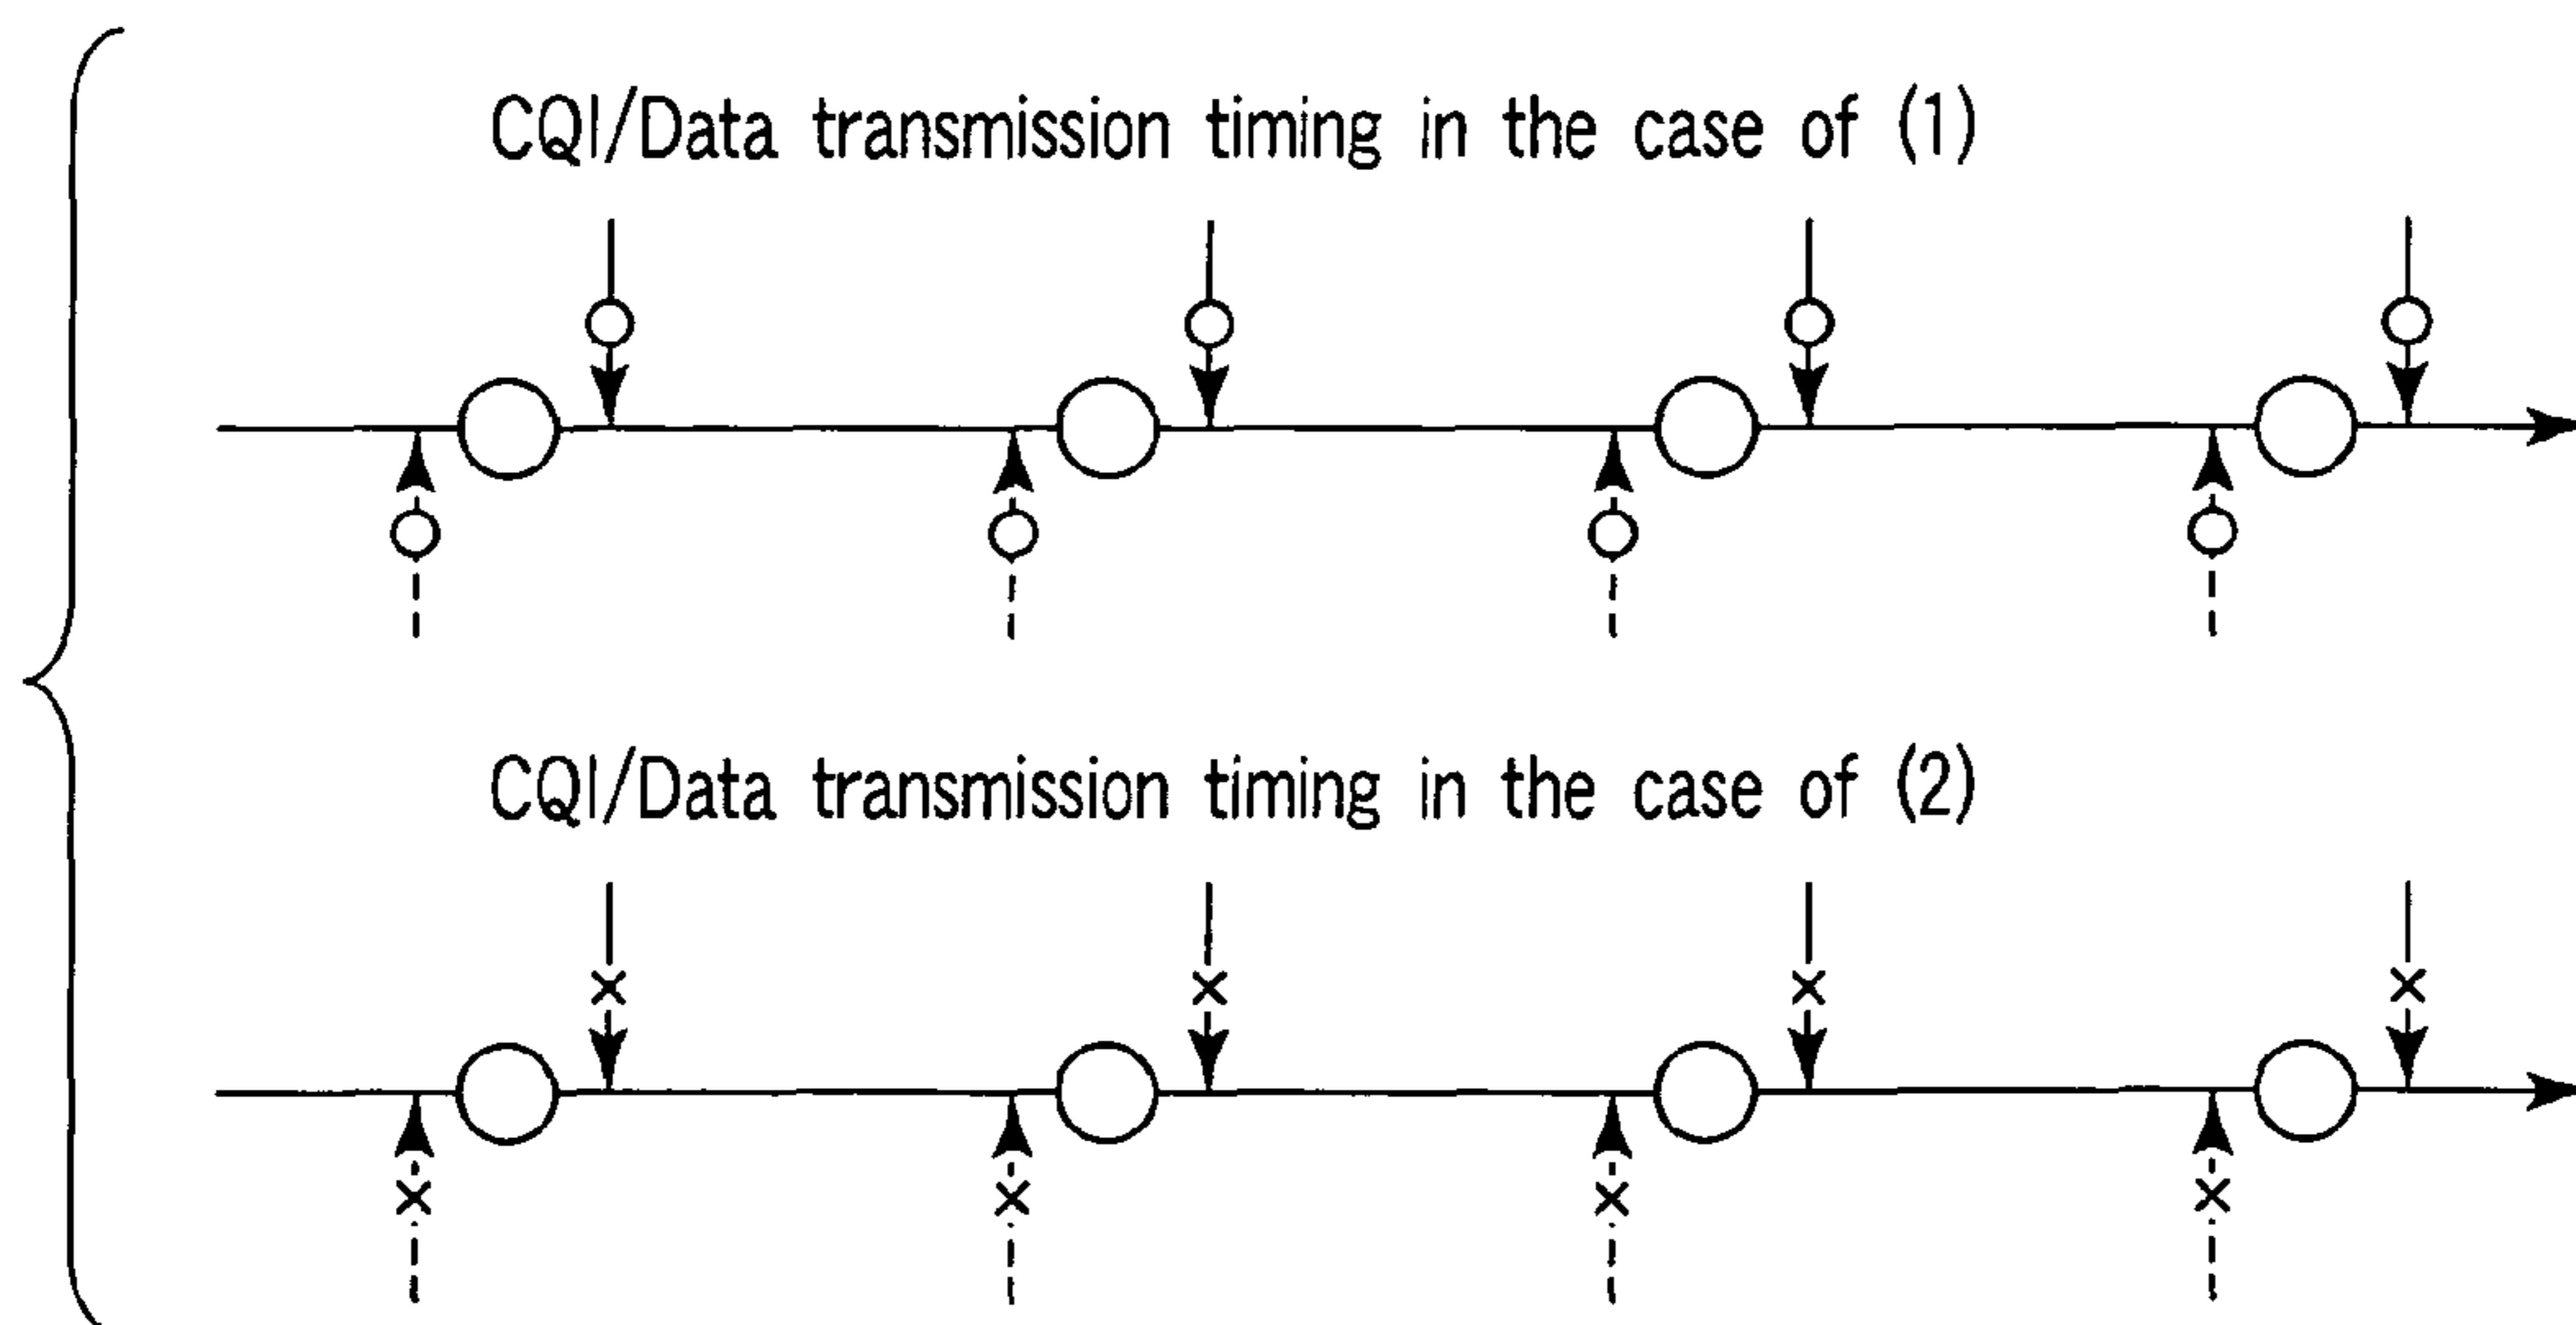 CQI/Data transmission timing in the case of (1)
CQI/Data transmission timing in the case of (2)